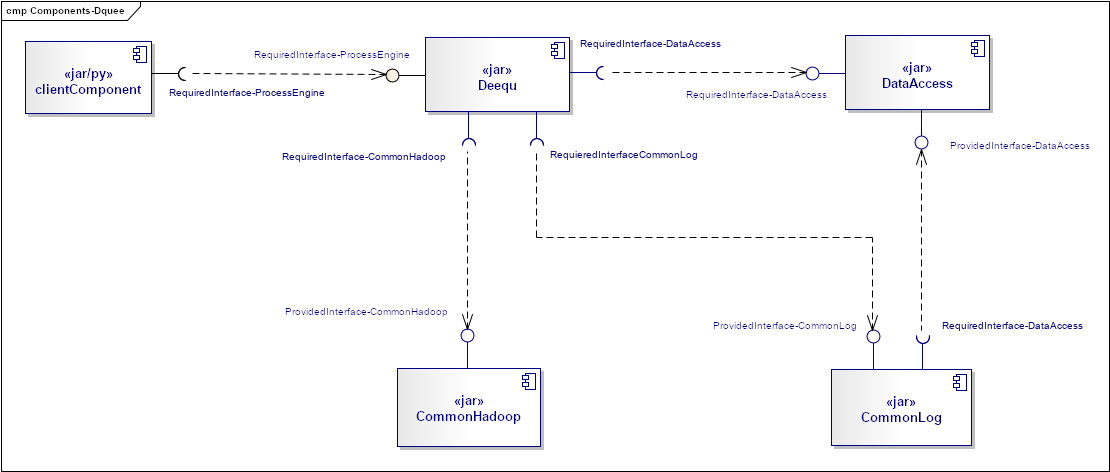 cmp Components-Dquee
«jar/py»
clientComponent
RequiredInterface-ProcessEngine
RequiredInterface-ProcessEngine
«jar»
Deequ
RequiredInterface-DataAccess
RequiredInterface-DataAccess
«jar»
DataAccess
RequiredInterface-CommonHadoop
RequieredInterfaceCommonLog
ProvidedInterface-DataAccess
ProvidedInterface-CommonHadoop
ProvidedInterface-CommonLog
RequiredInterface-DataAccess
«jar»
CommonHadoop
«jar»
CommonLog